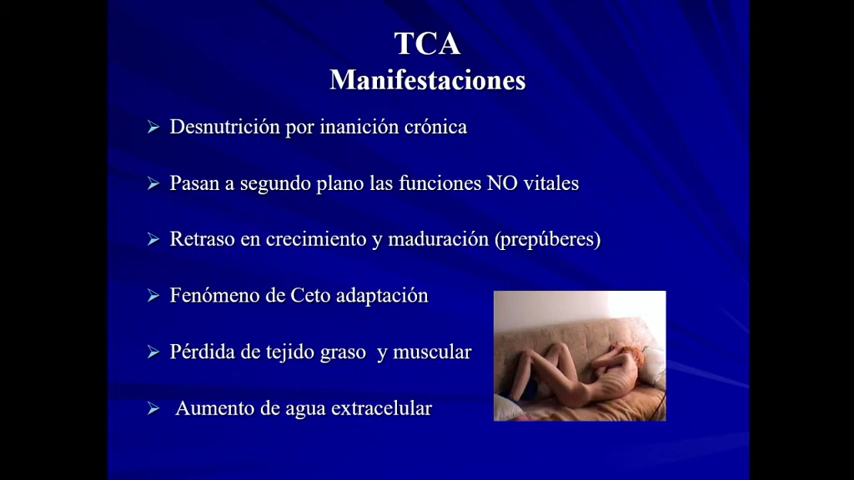 TCA
Manifestaciones
Desnutrición por inanición crónica
Pasan a segundo plano las funciones NO vitales
Retraso en crecimiento y maduración (prepúberes)
Fenómeno de Ceto adaptación
Pérdida de tejido graso y muscular
Aumento de agua extracelular